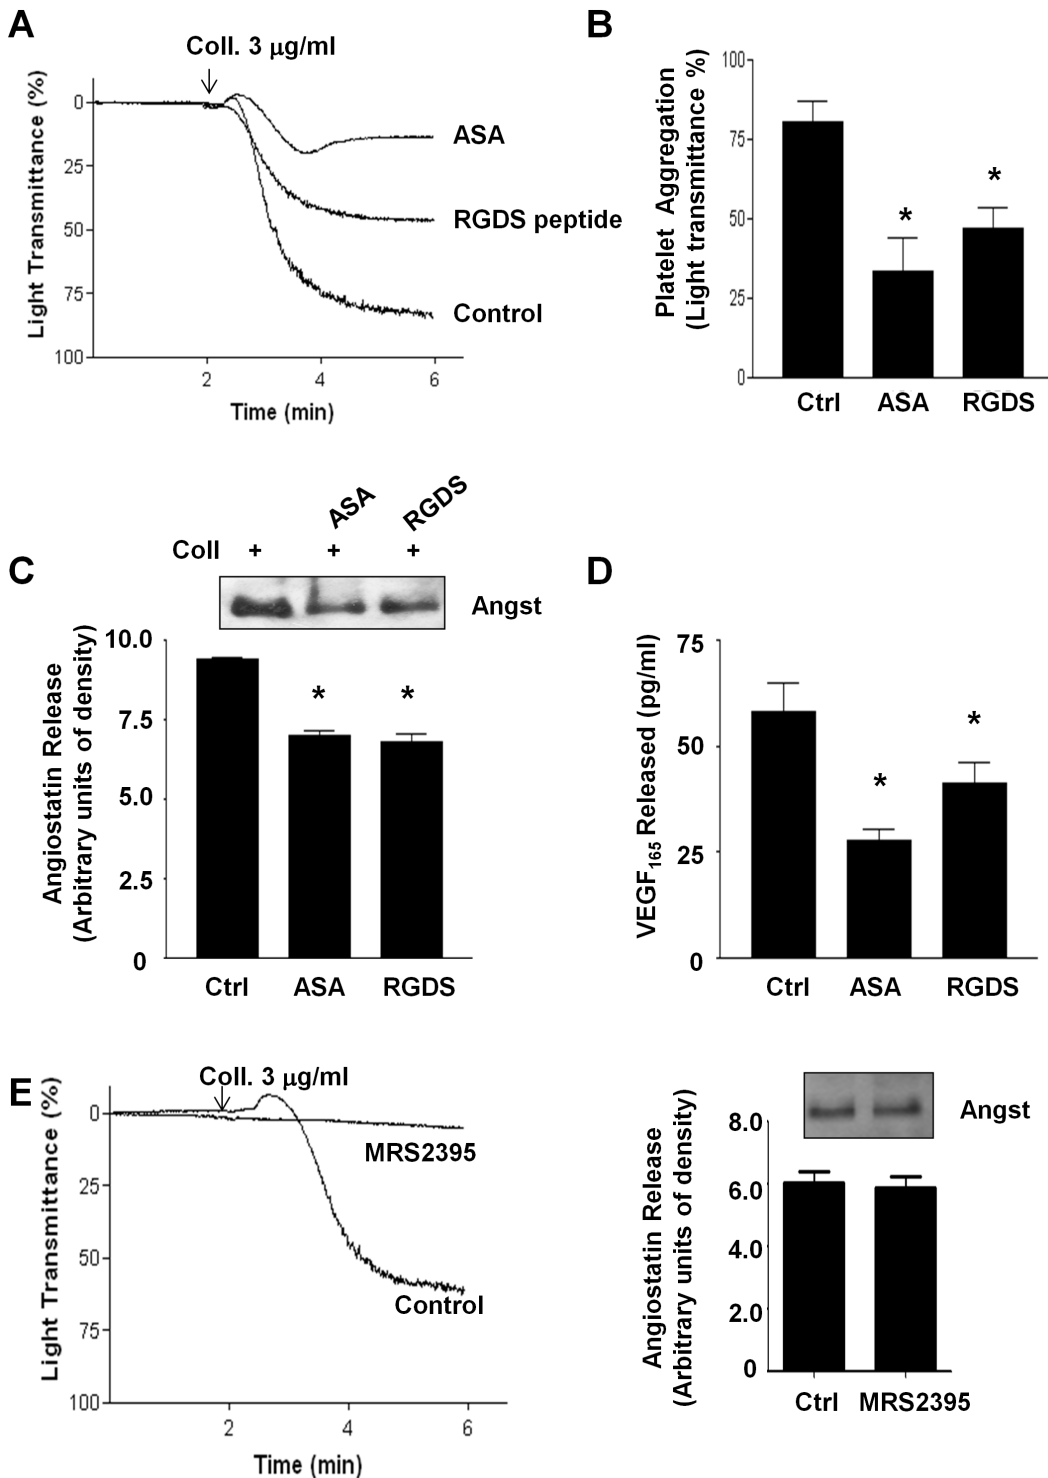 A
Coll. 3 μg/ml
Light Transmittance (%)
0
25
50
75
100
ASA
RGDS peptide
Control
2
4
6
Time (min)
B
Platelet Aggregation
(Light transmittance %)
100
75
50
25
0
*
*
Ctrl
ASA
RGDS
C
ASA
RGDS
Coll + + +
Angst
Angiostatin Release
(Arbitrary units of density)
10.0
7.5
5.0
2.5
0
*
*
Ctrl
ASA
RGDS
D
VEGF165 Released (pg/ml)
75
50
25
0
*
*
Ctrl
ASA
RGDS
E
Coll. 3 μg/ml
Light Transmittance (%)
0
25
50
75
100
MRS2395
Control
2
4
6
Time (min)
Angst
Angiostatin Release
(Arbitrary units of density)
8.0
6.0
4.0
2.0
0
Ctrl
MRS2395